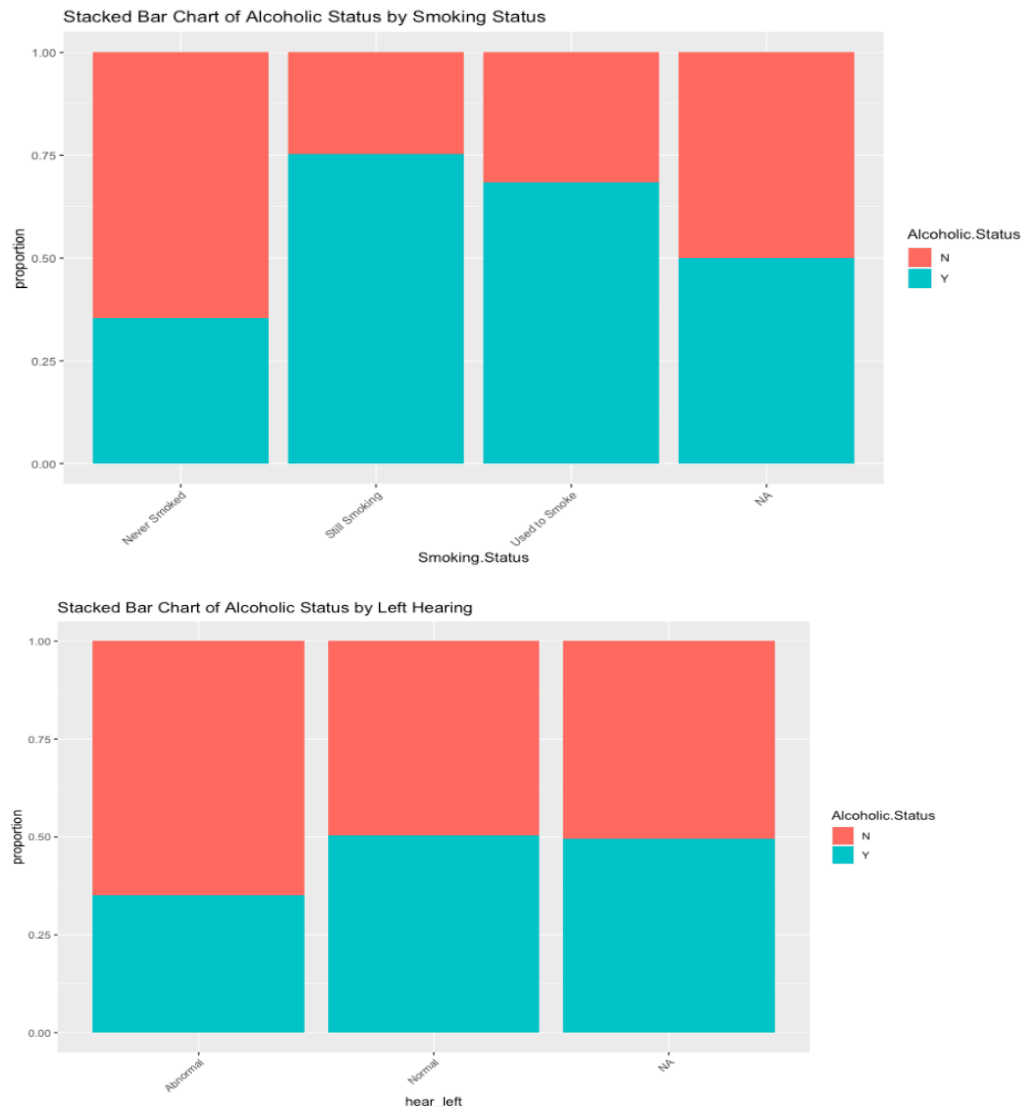 Stacked Bar Chart of Alcoholic Status by Smoking Status
1.00
0.75
0.50
0.25
0.00
proportion
Never Smoked
Still Smoking
Used to Smoke
NA
Smoking.Status
Alcoholic.Status
N
Y
Stacked Bar Chart of Alcoholic Status by Left Hearing
1.00
0.75
0.50
0.25
0.00
proportion
Abnormal
Normal
NA
hear_left
Alcoholic.Status
N
Y